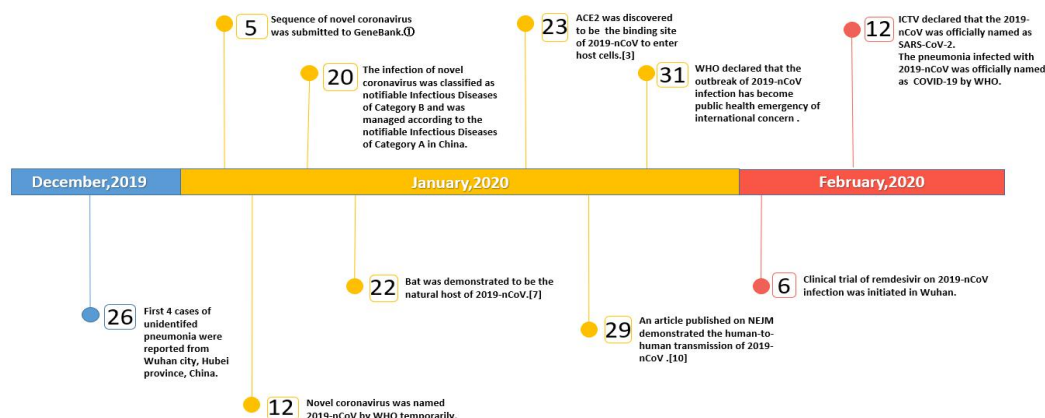 5
Sequence of novel coronavirus
was submitted to GeneBank.①
20
The infection of novel
coronavirus was classified as
notifiable Infectious Diseases
of Category B and was
managed according to the
notifiable Infectious Diseases
of Category A in China.
23
ACE2 was discovered
to be the binding site
of 2019-nCoV to enter
host cells.[3]
31
WHO declared that the
outbreak of 2019-nCoV
infection has become
public health emergency of
international concern .
12
ICTV declared that the 2019-
nCoV was officially named as
SARS-CoV-2.
The pneumonia infected with
2019-nCoV was officially named
as COVID-19 by WHO.
December,2019
January,2020
February,2020
26
First 4 cases of
unidentifed
pneumonia were
reported from
Wuhan city, Hubei
province, China.
12
Novel coronavirus was named
2019-nCoV by WHO temporarily.
22
Bat was demonstrated to be the
natural host of 2019-nCoV.[7]
29
An article published on NEJM
demonstrated the human-to-
human transmission of 2019-
nCoV .[10]
6
Clinical trial of remdesivir on 2019-nCoV
infection was initiated in Wuhan.